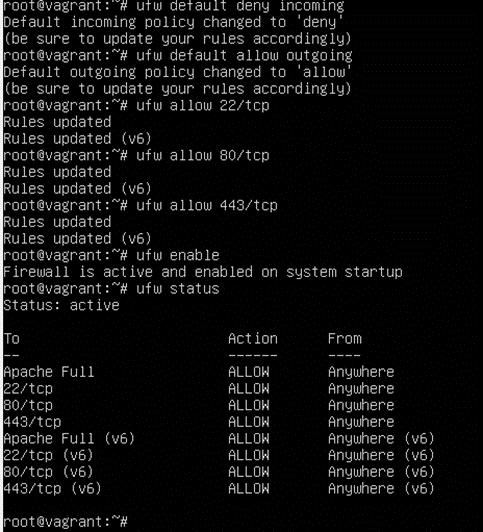 root@vagrant:~# ufw default deny incoming
Default incoming policy changed to 'deny'
(be sure to update your rules accordingly)
root@vagrant:~# ufw default allow outgoing
Default outgoing policy changed to 'allow'
(be sure to update your rules accordingly)
root@vagrant:~# ufw allow 22/tcp
Rules updated
Rules updated (v6)
root@vagrant:~# ufw allow 80/tcp
Rules updated
Rules updated (v6)
root@vagrant:~# ufw allow 443/tcp
Rules updated
Rules updated (v6)
root@vagrant:~# ufw enable
Firewall is active and enabled on system startup
root@vagrant:~# ufw status
Status: active
To Action From
-- ------ ----
Apache Full ALLOW Anywhere
22/tcp ALLOW Anywhere
80/tcp ALLOW Anywhere
443/tcp ALLOW Anywhere
Apache Full (v6) ALLOW Anywhere (v6)
22/tcp (v6) ALLOW Anywhere (v6)
80/tcp (v6) ALLOW Anywhere (v6)
443/tcp (v6) ALLOW Anywhere (v6)
root@vagrant:~#